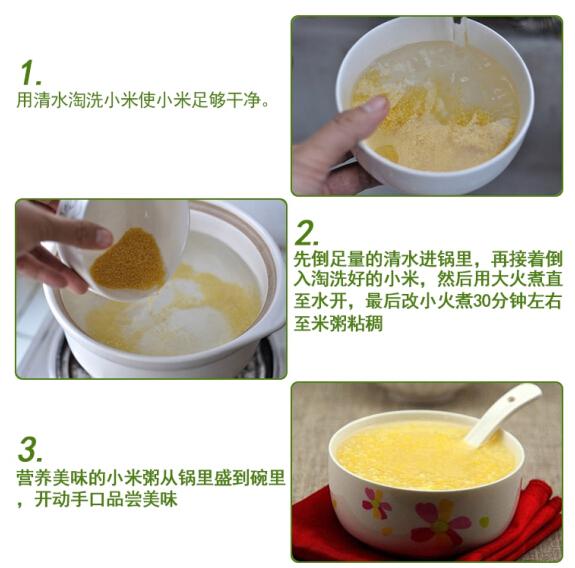 1.
用清水淘洗小米使小米足够干净。
2.
先倒足量的清水进锅里，再接着倒
入淘洗好的小米，然后用大火煮直
至水开，最后改小火煮30分钟左右
至米粥粘稠
3.
营养美味的小米粥从锅里盛到碗里
，开动手口品尝美味